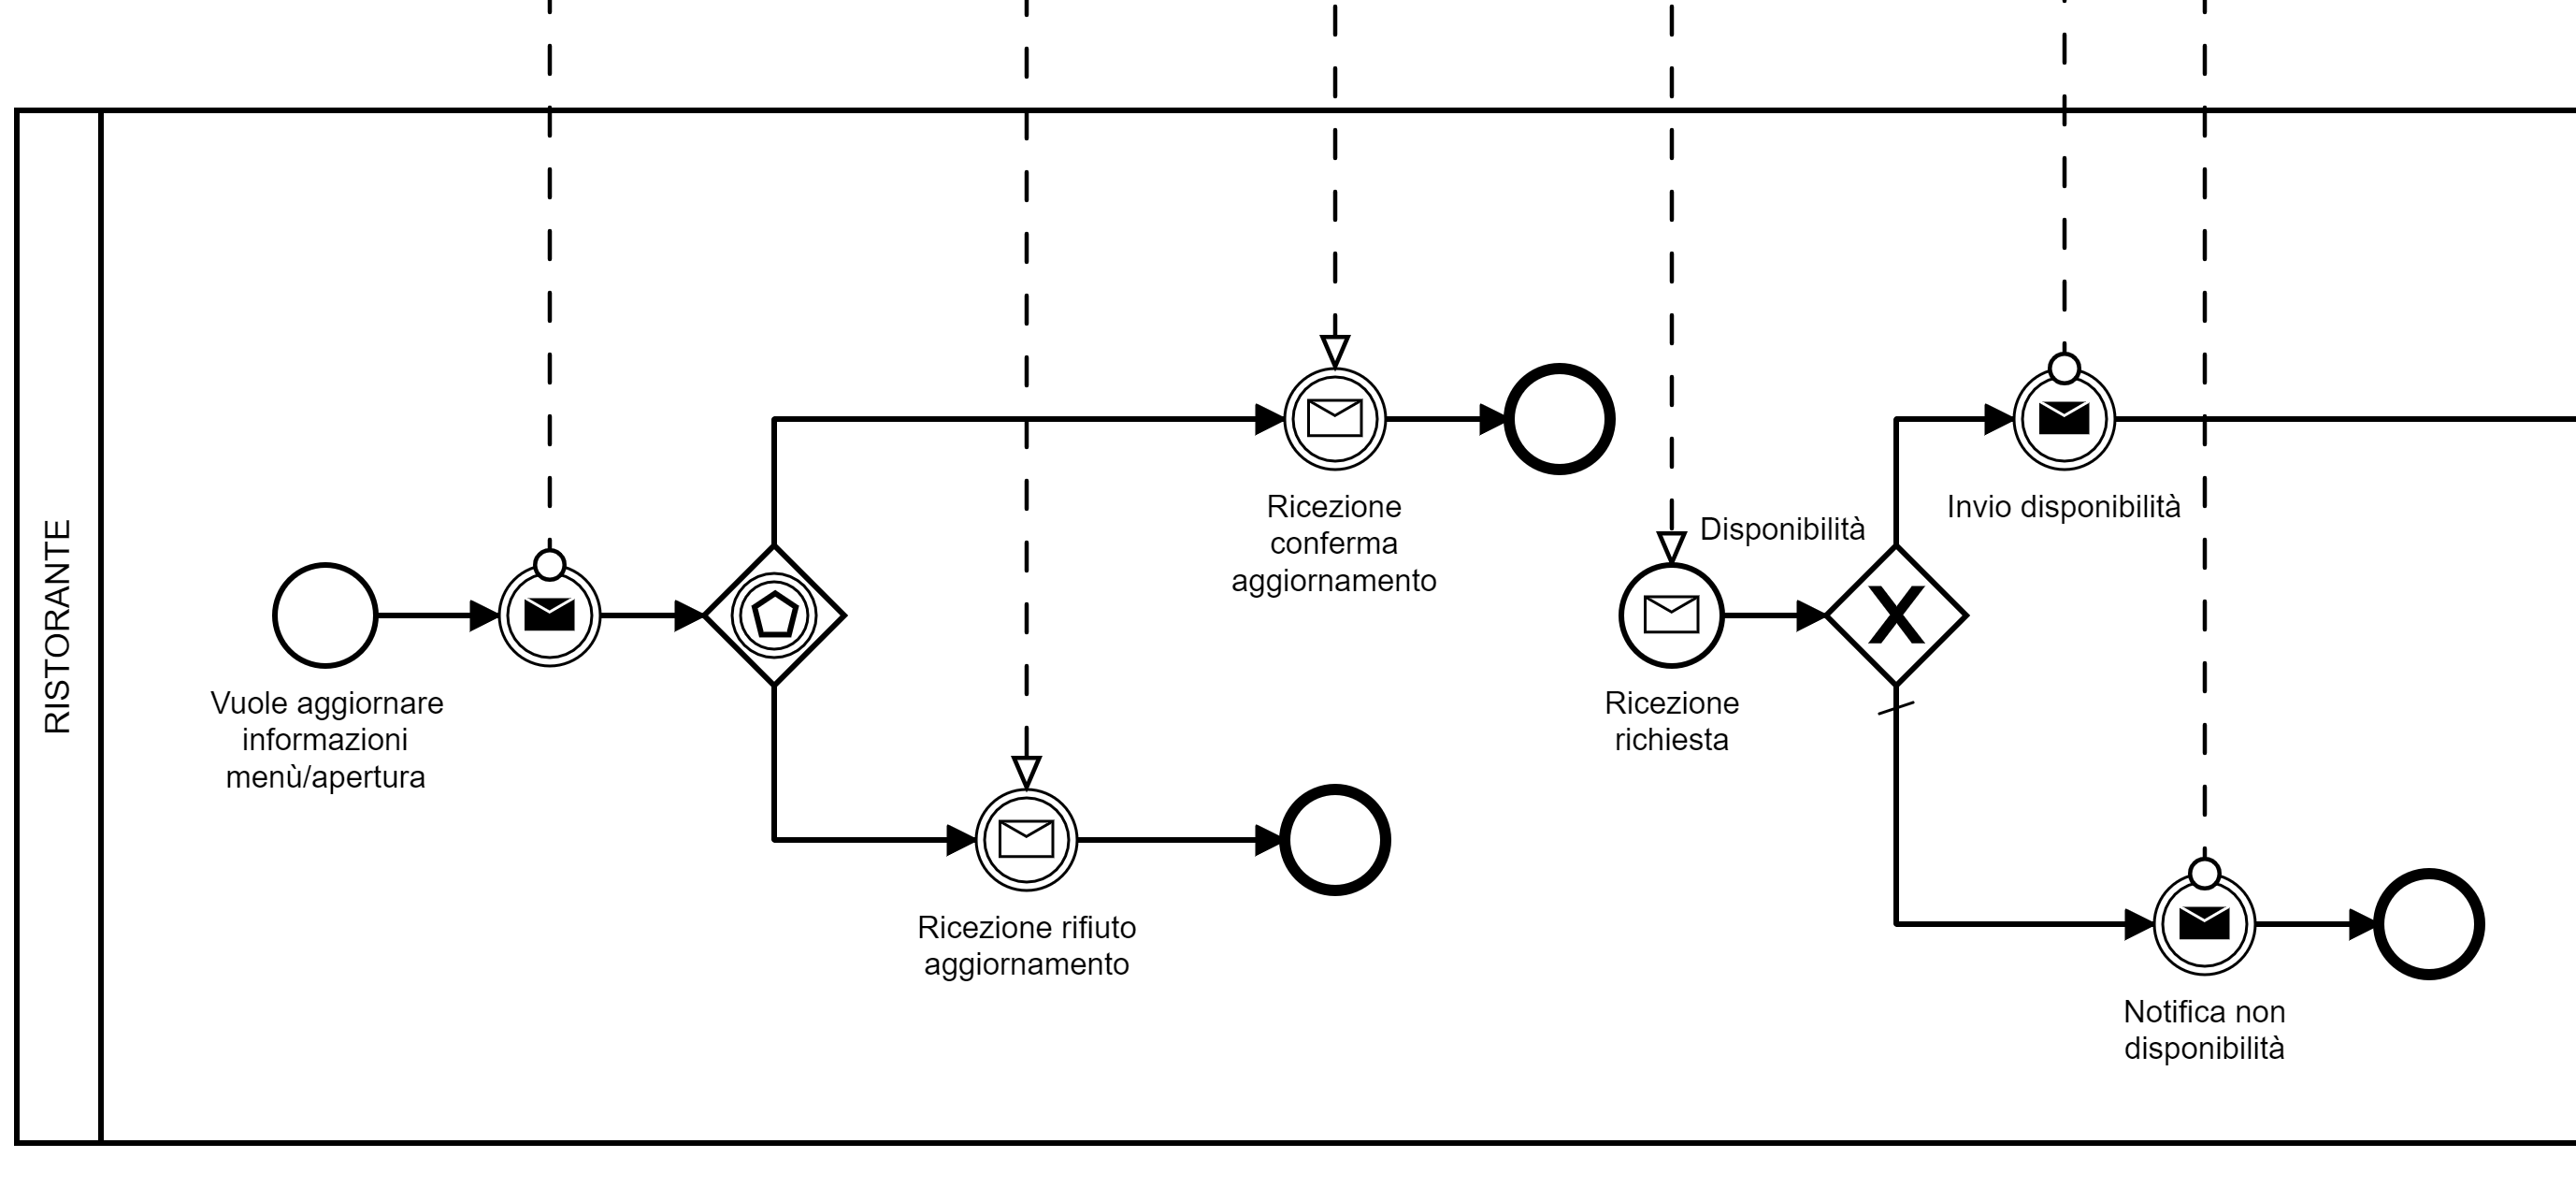 RISTORANTE
Vuole aggiornare
informazioni
menù/apertura
Ricezione
conferma
aggiornamento
Ricezione rifiuto
aggiornamento
Ricezione
richiesta
Disponibilità
Invio disponibilità
Notifica non
disponibilità